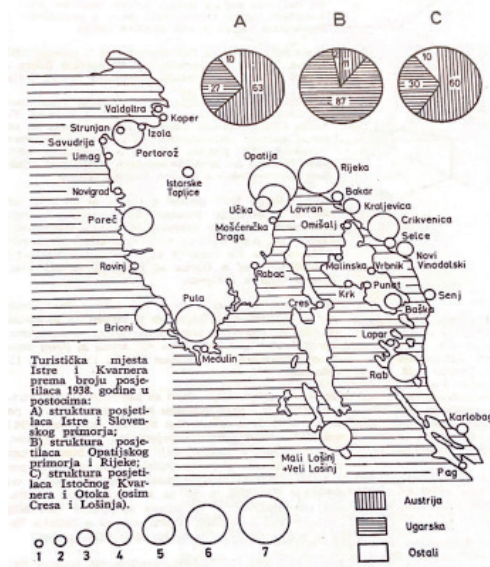 A B C
10
27
63
11
87
10
30
60
Valdoltra
Koper
Strunjan
Izola
Savudrija
Portorož
Umag
Istarske
Toplice
Novigrad
Poreč
Rovinj
Brioni
Pula
Medulin
Opatija
Rijeka
Bakar
Učka
Lovran
Kraljevica
Mošćenička
Draga
Omišalj
Crikvenica
Selce
Novi
Vinodolski
Rabac
Malinska
Vrbnik
Cres
Krk
Punat
Senj
Baška
Lopar
Rab
Karlobag
Mali Lošinj
+Veli Lošinj
Pag
Turistička mjesta
Istre i Kvarnera
prema broju posje-
tilaca 1938. godine u
postocima:
A) struktura posjeti-
laca Istre i Sloven-
skog primorja;
B) struktura posje-
tilaca Opatijskog
primorja i Rijeke;
C) struktura posjeti-
laca Istočnog Kvar-
nera i Otoka (osim
Cresa i Lošinja).
Austrija
Ugarska
Ostali
1 2 3 4 5 6 7